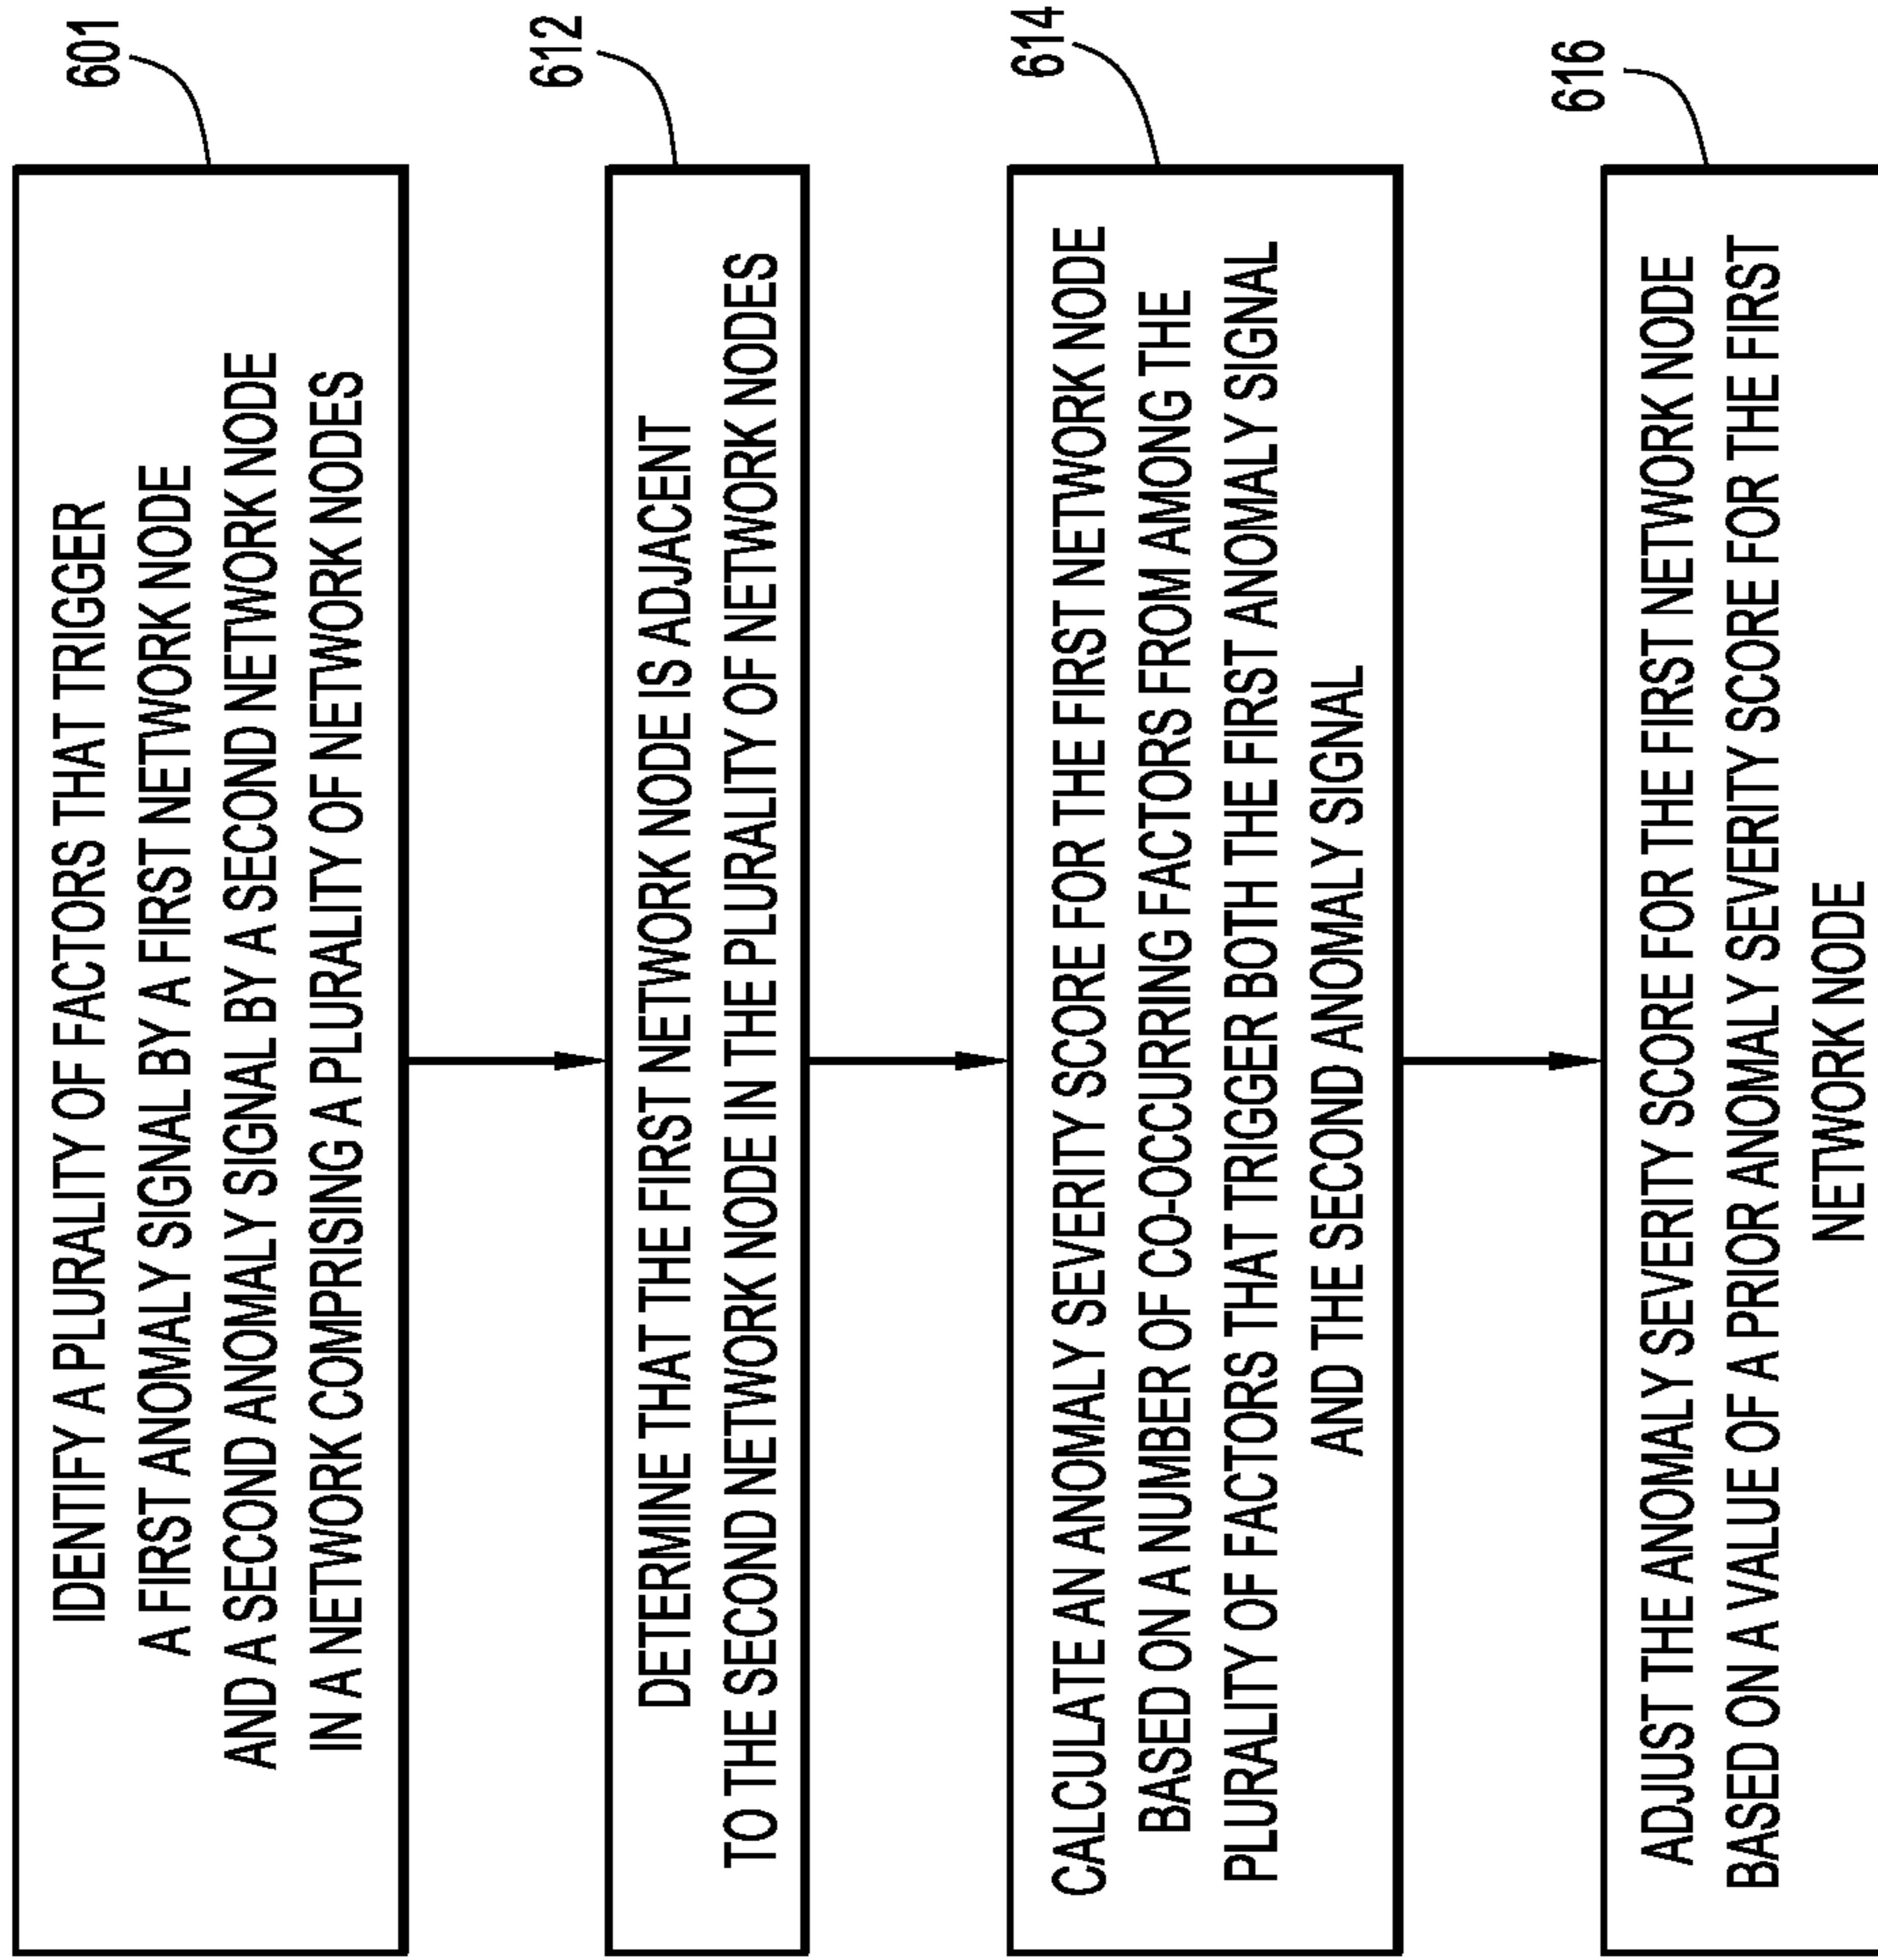 601
IDENTIFY A PLURALITY OF FACTORS THAT TRIGGER
A FIRST ANOMALY SIGNAL BY A FIRST NETWORK NODE
AND A SECOND ANOMALY SIGNAL BY A SECOND NETWORK NODE
IN A NETWORK COMPRISING A PLURALITY OF NETWORK NODES
612
DETERMINE THAT THE FIRST NETWORK NODE IS ADJACENT
TO THE SECOND NETWORK NODE IN THE PLURALITY OF NETWORK NODES
614
CALCULATE AN ANOMALY SEVERITY SCORE FOR THE FIRST NETWORK NODE
BASED ON A NUMBER OF CO-OCCURRING FACTORS FROM AMONG THE
PLURALITY OF FACTORS THAT TRIGGER BOTH THE FIRST ANOMALY SIGNAL
AND THE SECOND ANOMALY SIGNAL
616
ADJUST THE ANOMALY SEVERITY SCORE FOR THE FIRST NETWORK NODE
BASED ON A VALUE OF A PRIOR ANOMALY SEVERITY SCORE FOR THE FIRST
NETWORK NODE